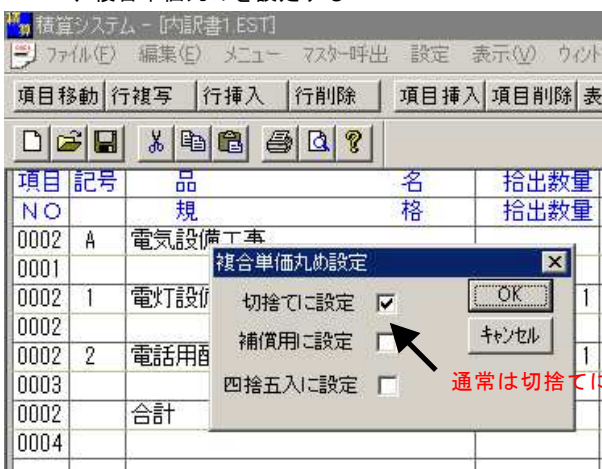 積算システム - [内訳書1.EST]
ファイル(F) 編集(E) メニュー マスター呼出 設定 表示(V) ウィント
項目移動 行複写 行挿入 行削除 項目挿入 項目削除 表
項目 記号 品 名 拾出数量
NO 規 格 拾出数量
0002 A 電気設備工事
0001
複合単価丸め設定
0002 1 電灯設備 1
切捨てに設定 OK
0002
補償用に設定 キャンセル
0002 2 電話用配 1
0003
四捨五入に設定
通常は切捨てに
0002 合計
0004